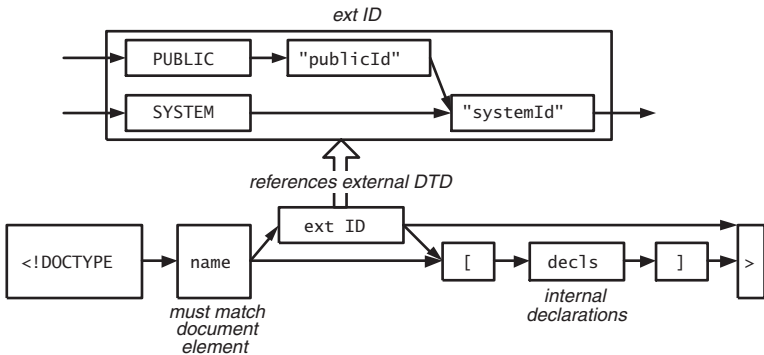 ext ID
PUBLIC
"publicId"
SYSTEM
"systemId"
references external DTD
ext ID
<!DOCTYPE
name
[
decls
]
>
must match
document
element
internal
declarations